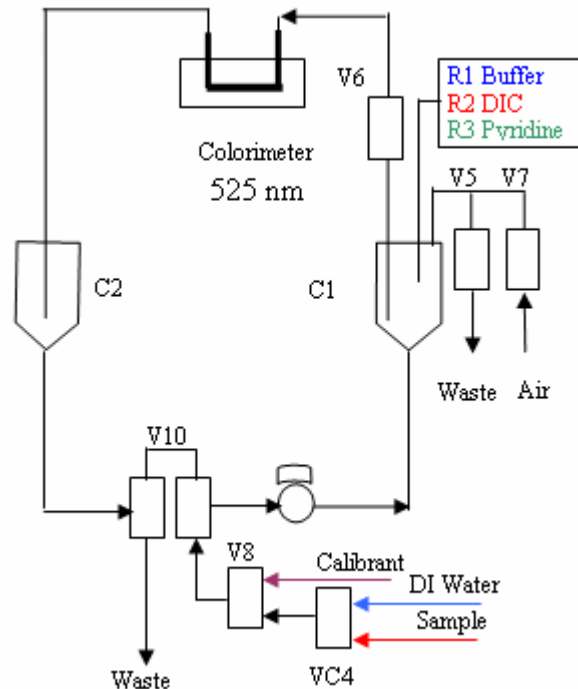 V6
R1 Buffer
R2 DIC
R3 Pyridine
Colorimeter
525 nm
V5
V7
C2
C1
Waste
Air
V10
V8
Calibrant
DI Water
Sample
VC4
Waste